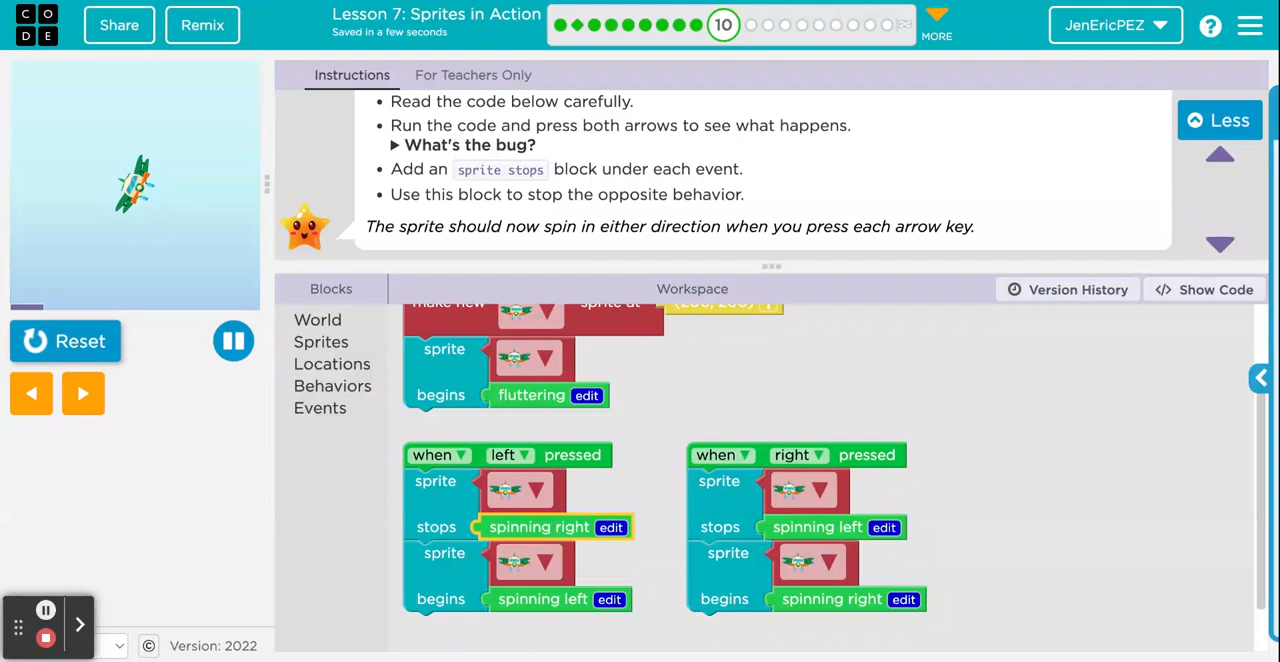 C O
D E
Share
Remix
Lesson 7: Sprites in Action
Saved in a few seconds
10
MORE
JenEricPEZ
?
Instructions
For Teachers Only
• Read the code below carefully.
• Run the code and press both arrows to see what happens.
▶ What's the bug?
• Add an sprite stops block under each event.
• Use this block to stop the opposite behavior.
The sprite should now spin in either direction when you press each arrow key.
Less
Reset
Blocks
Workspace
Version History
</> Show Code
World
Sprites
Locations
Behaviors
Events
make new sprite at
sprite
begins fluttering edit
when left pressed
sprite
stops spinning right edit
sprite
begins spinning left edit
when right pressed
sprite
stops spinning left edit
sprite
begins spinning right edit
© Version: 2022